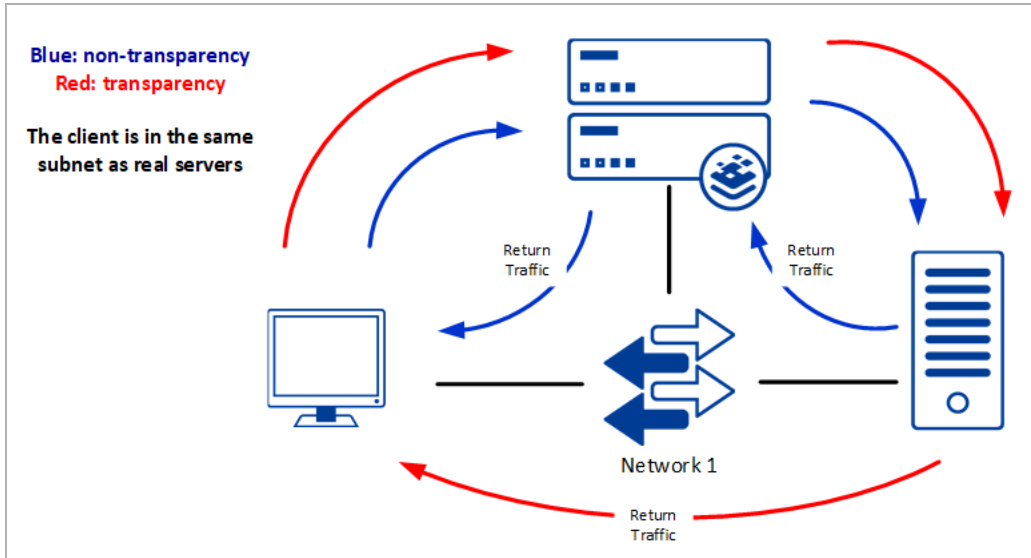 Blue: non-transparency
Red: transparency
The client is in the same
subnet as real servers
Return
Traffic
Return
Traffic
Network 1
Return
Traffic